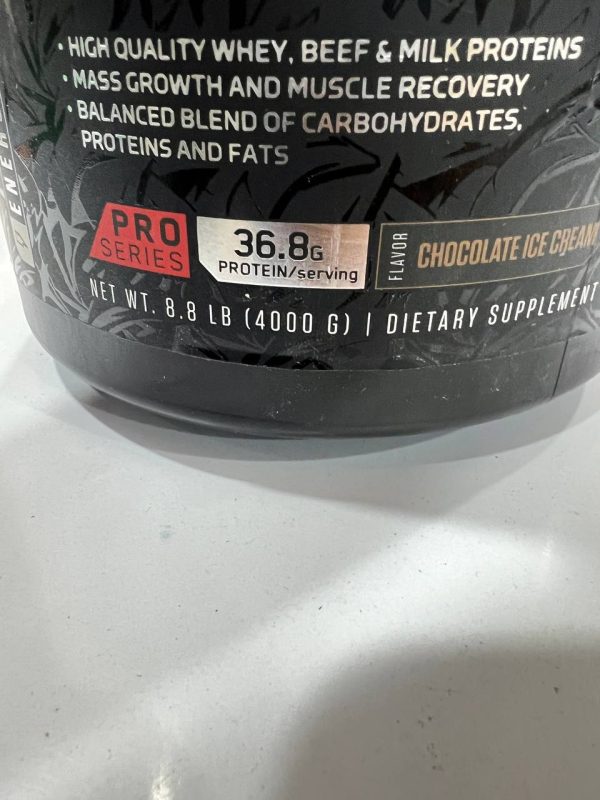 • HIGH QUALITY WHEY, BEEF & MILK PROTEINS
• MASS GROWTH AND MUSCLE RECOVERY
• BALANCED BLEND OF CARBOHYDRATES,
PROTEINS AND FATS
PRO
SERIES
36.8G
PROTEIN/serving
FLAVOR
CHOCOLATE ICE CREAM
NET WT. 8.8 LB (4000 G) | DIETARY SUPPLEMENT